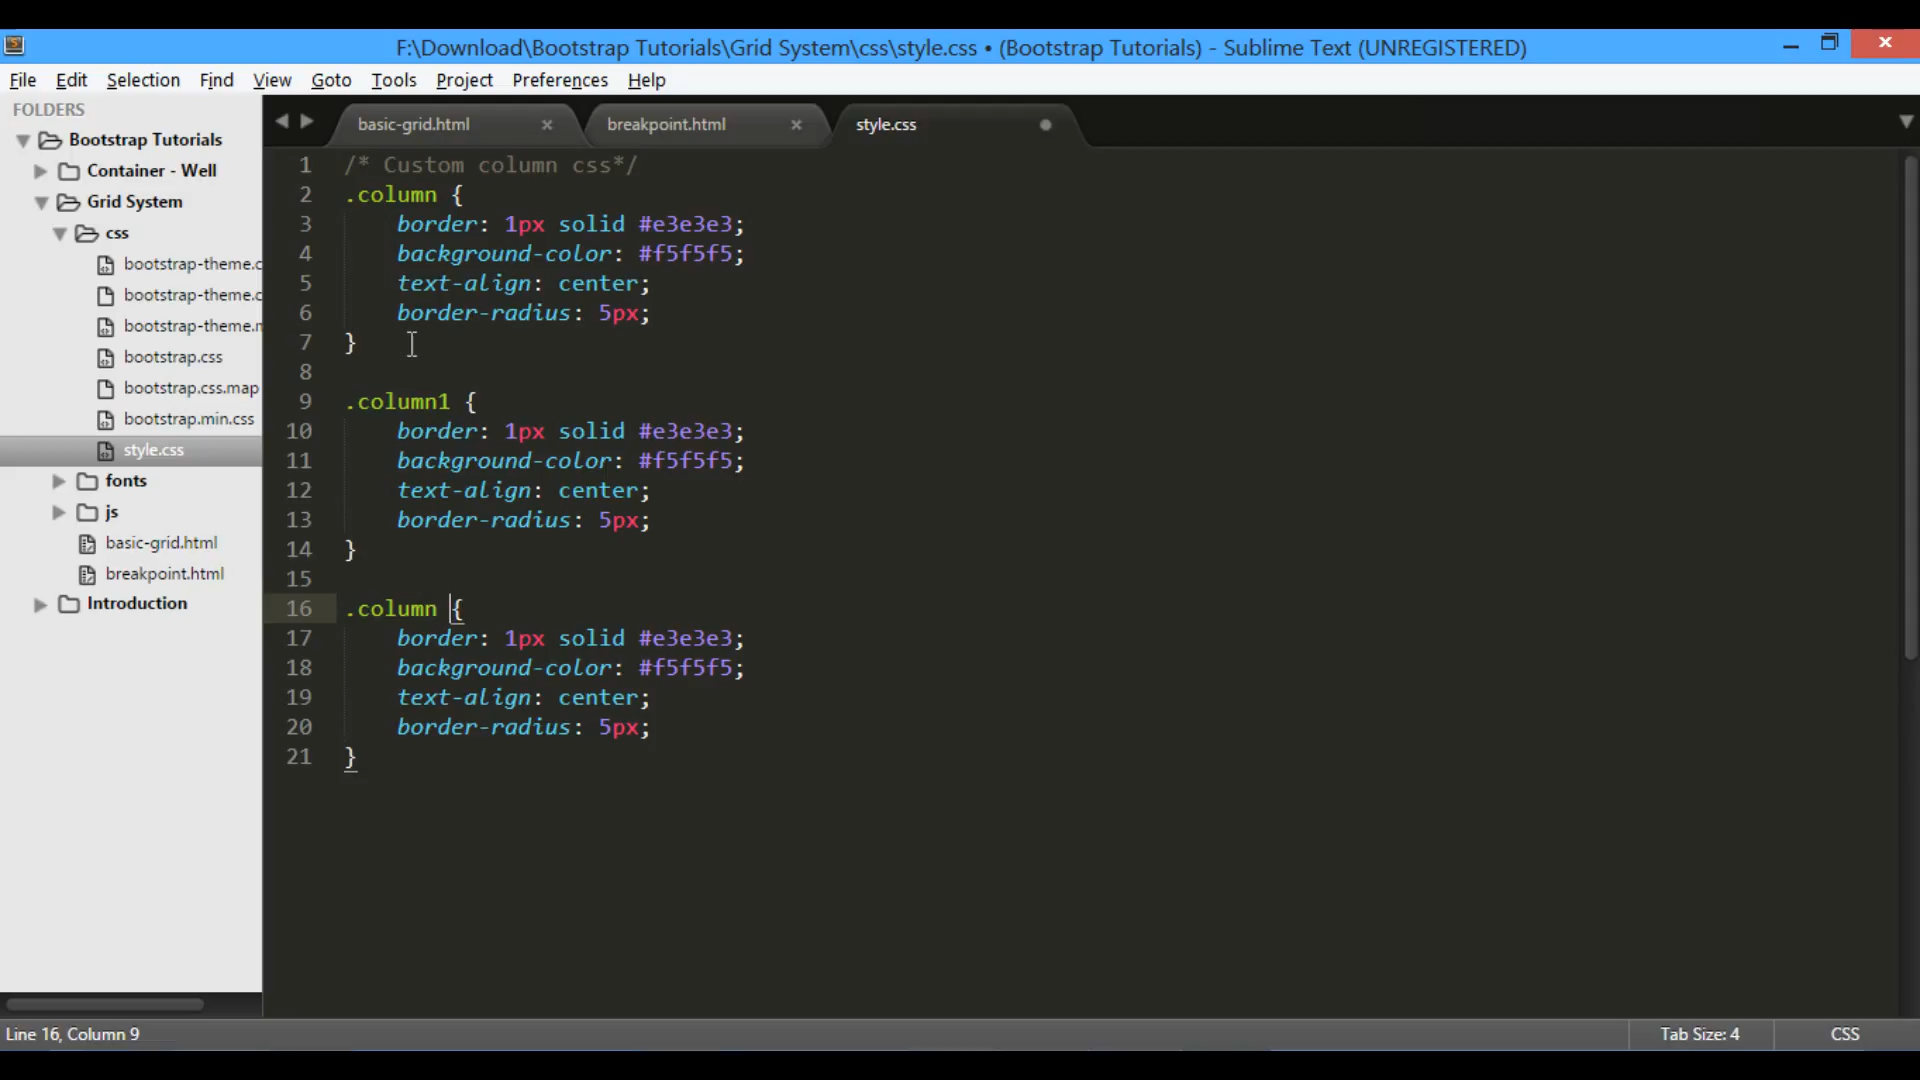 F:\Download\Bootstrap Tutorials\Grid System\css\style.css • (Bootstrap Tutorials) - Sublime Text (UNREGISTERED)
File Edit Selection Find View Goto Tools Project Preferences Help
FOLDERS
Bootstrap Tutorials
Container - Well
Grid System
css
bootstrap-theme.c
bootstrap-theme.c
bootstrap-theme.m
bootstrap.css
bootstrap.css.map
bootstrap.min.css
style.css
fonts
js
basic-grid.html
breakpoint.html
Introduction
basic-grid.html breakpoint.html style.css
1 /* Custom column css*/
2 .column {
3 border: 1px solid #e3e3e3;
4 background-color: #f5f5f5;
5 text-align: center;
6 border-radius: 5px;
7 }
8
9 .column1 {
10 border: 1px solid #e3e3e3;
11 background-color: #f5f5f5;
12 text-align: center;
13 border-radius: 5px;
14 }
15
16 .column {
17 border: 1px solid #e3e3e3;
18 background-color: #f5f5f5;
19 text-align: center;
20 border-radius: 5px;
21 }
Line 16, Column 9 Tab Size: 4 CSS